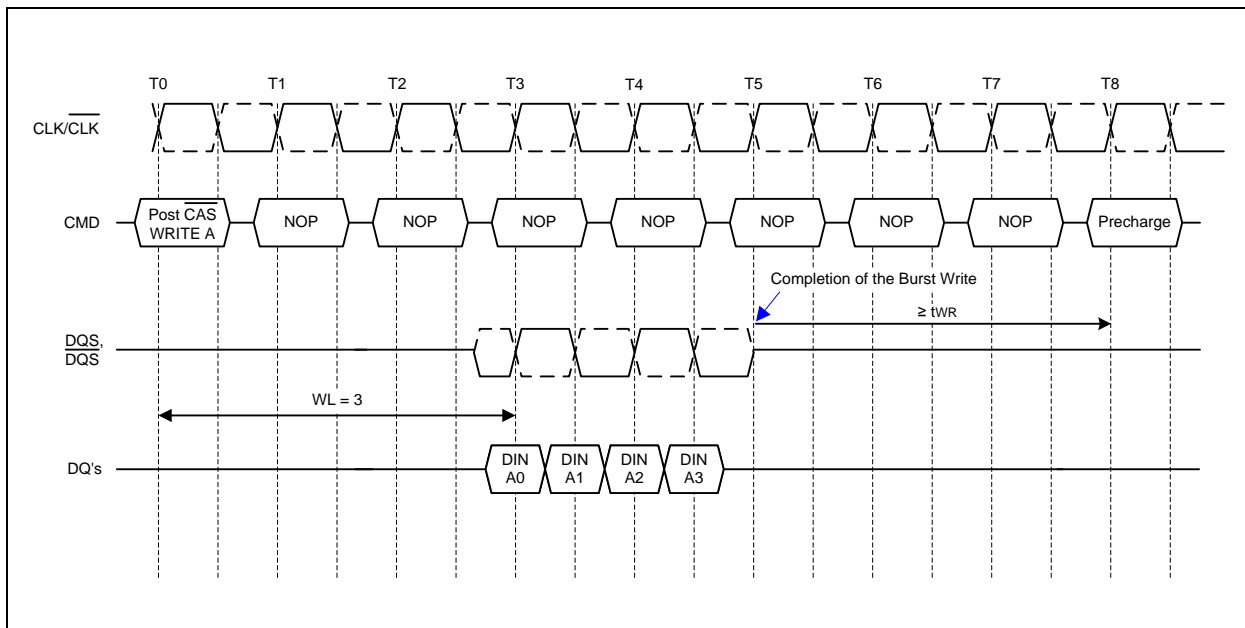 T0 T1 T2 T3 T4 T5 T6 T7 T8
CLK/CLK
CMD
Post CAS
WRITE A
NOP NOP NOP NOP NOP NOP NOP Precharge
Completion of the Burst Write
≥ tWR
DQS,
DQS
WL = 3
DQ's
DIN DIN DIN DIN
A0 A1 A2 A3